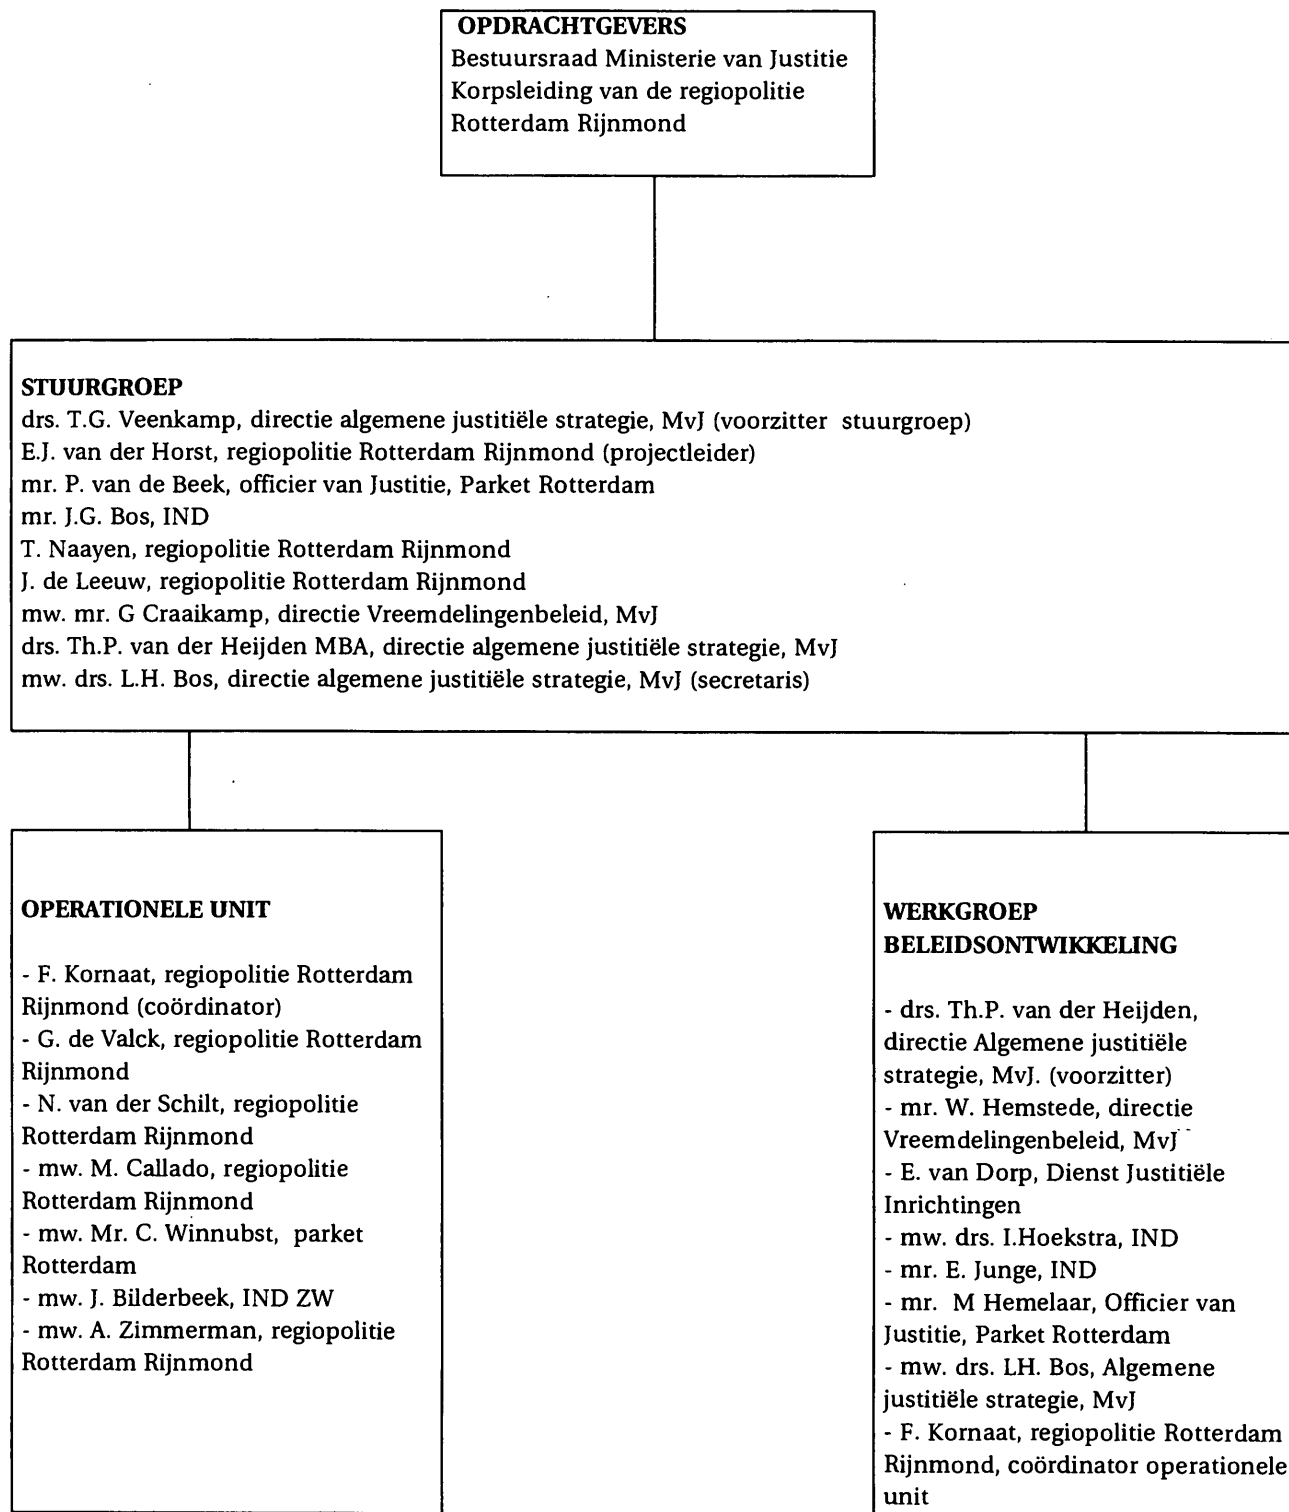 OPDRACHTGEVERS
Bestuursraad Ministerie van Justitie
Korpsleiding van de regiopolitie
Rotterdam Rijnmond
STUURGROEP
drs. T.G. Veenkamp, directie algemene justitiële strategie, MvJ (voorzitter stuurgroep)
E.J. van der Horst, regiopolitie Rotterdam Rijnmond (projectleider)
mr. P. van de Beek, officier van Justitie, Parket Rotterdam
mr. J.G. Bos, IND
T. Naayen, regiopolitie Rotterdam Rijnmond
J. de Leeuw, regiopolitie Rotterdam Rijnmond
mw. mr. G Craaikamp, directie Vreemdelingenbeleid, MvJ
drs. Th.P. van der Heijden MBA, directie algemene justitiële strategie, MvJ
mw. drs. L.H. Bos, directie algemene justitiële strategie, MvJ (secretaris)
OPERATIONELE UNIT
- F. Kornaat, regiopolitie Rotterdam
Rijnmond (coördinator)
- G. de Valck, regiopolitie Rotterdam
Rijnmond
- N. van der Schilt, regiopolitie
Rotterdam Rijnmond
- mw. M. Callado, regiopolitie
Rotterdam Rijnmond
- mw. Mr. C. Winnubst, parket
Rotterdam
- mw. J. Bilderbeek, IND ZW
- mw. A. Zimmerman, regiopolitie
Rotterdam Rijnmond
WERKGROEP
BELEIDSONTWIKKELING
- drs. Th.P. van der Heijden,
directie Algemene justitiële
strategie, MvJ. (voorzitter)
- mr. W. Hemstede, directie
Vreemdelingenbeleid, MvJ
- E. van Dorp, Dienst Justitiële
Inrichtingen
- mw. drs. I.Hoekstra, IND
- mr. E. Junge, IND
- mr. M Hemelaar, Officier van
Justitie, Parket Rotterdam
- mw. drs. LH. Bos, Algemene
justitiële strategie, MvJ
- F. Kornaat, regiopolitie Rotterdam
Rijnmond, coördinator operationele
unit